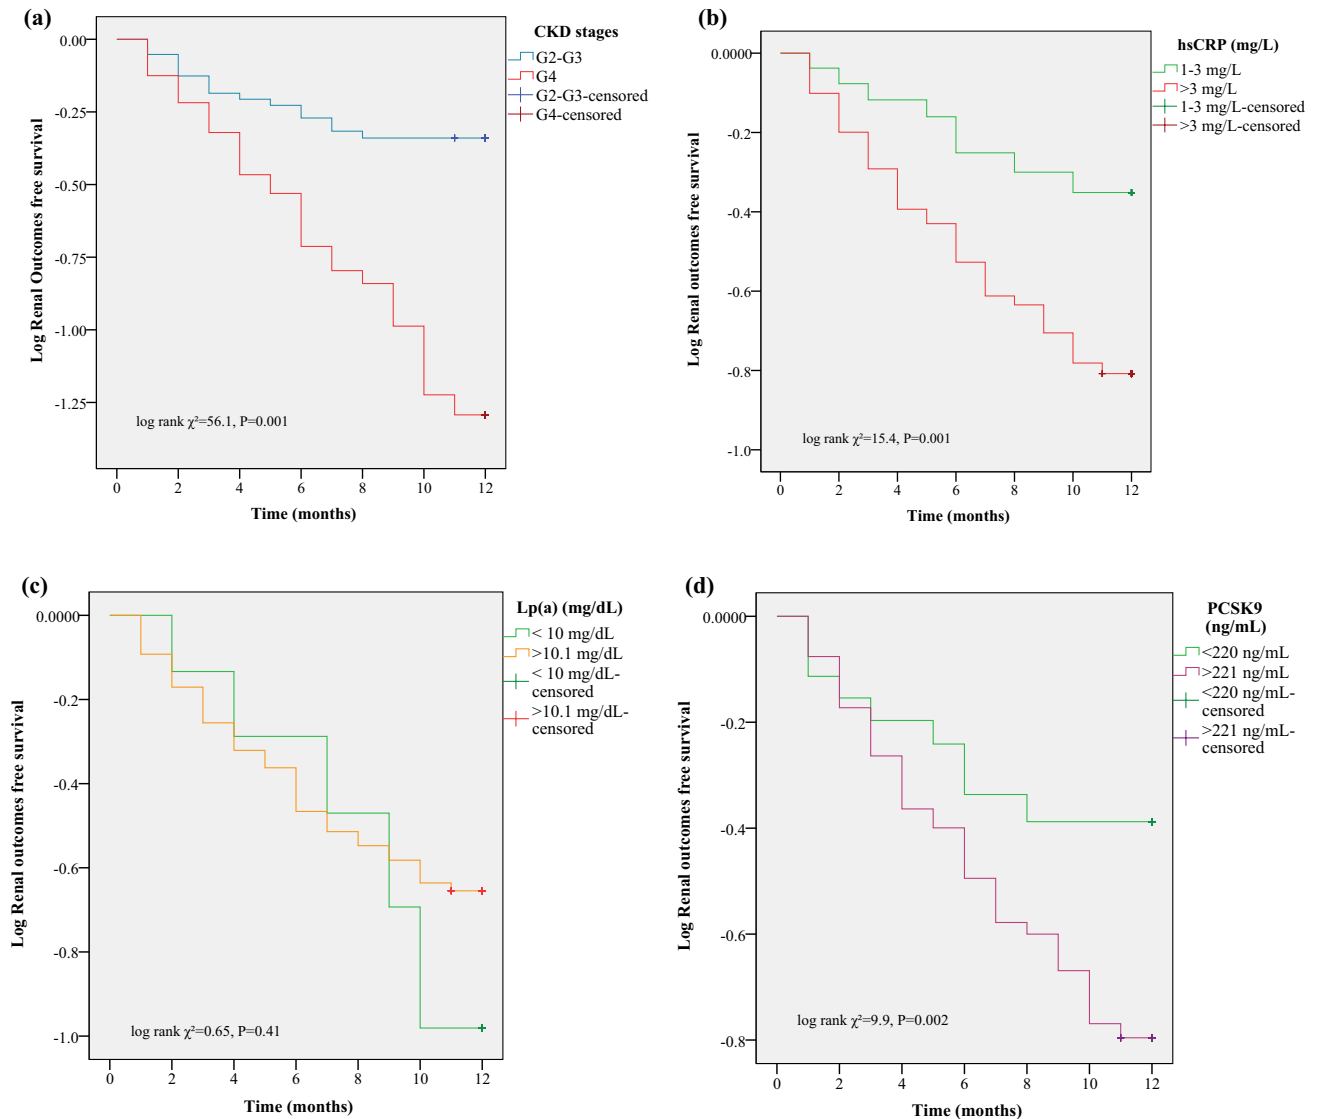 (a)
CKD stages
G2-G3
G4
G2-G3-censored
G4-censored
0.00
-0.25
-0.50
-0.75
-1.00
-1.25
Log Renal Outcomes free survival
log rank χ²=56.1, P=0.001
0 2 4 6 8 10 12
Time (months)
(b)
hsCRP (mg/L)
1-3 mg/L
>3 mg/L
1-3 mg/L-censored
>3 mg/L-censored
0.0000
-0.2
-0.4
-0.6
-0.8
-1.0
Log Renal outcomes free survival
log rank χ²=15.4, P=0.001
0 2 4 6 8 10 12
Time (months)
(c)
Lp(a) (mg/dL)
< 10 mg/dL
>10.1 mg/dL
< 10 mg/dL-
censored
>10.1 mg/dL-
censored
0.0000
-0.2
-0.4
-0.6
-0.8
-1.0
Log Renal outcomes free survival
log rank χ²=0.65, P=0.41
0 2 4 6 8 10 12
Time (months)
(d)
PCSK9
(ng/mL)
<220 ng/mL
>221 ng/mL
<220 ng/mL-
censored
>221 ng/mL-
censored
0.0000
-0.2
-0.4
-0.6
-0.8
Log Renal outcomes free survival
log rank χ²=9.9, P=0.002
0 2 4 6 8 10 12
Time (months)